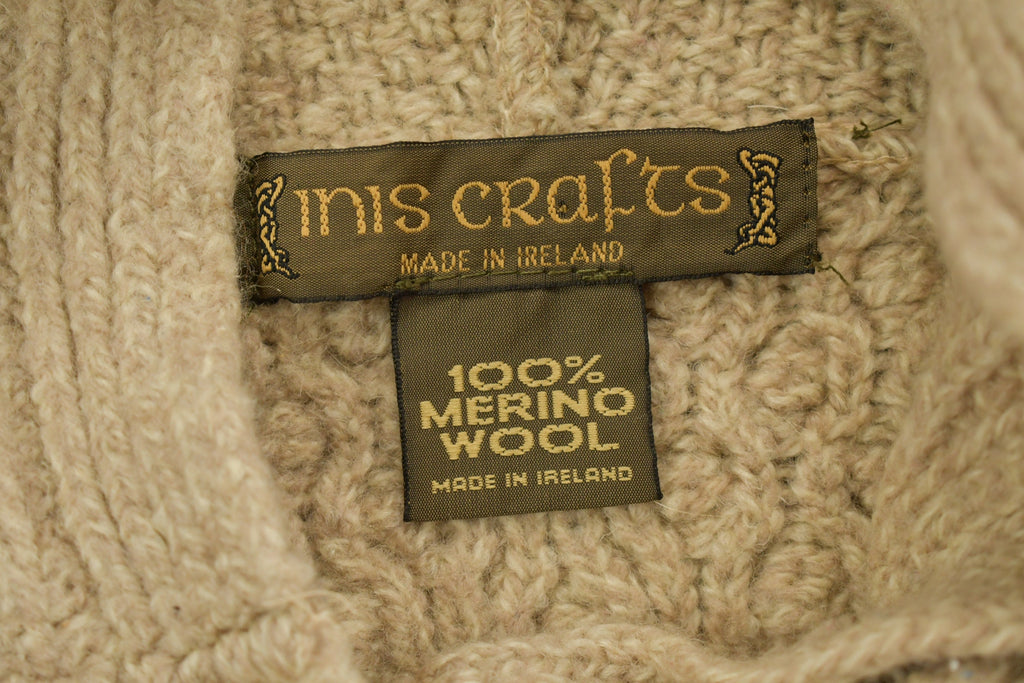 INIS CRAFTS
MADE IN IRELAND
100%
MERINO
WOOL
MADE IN IRELAND